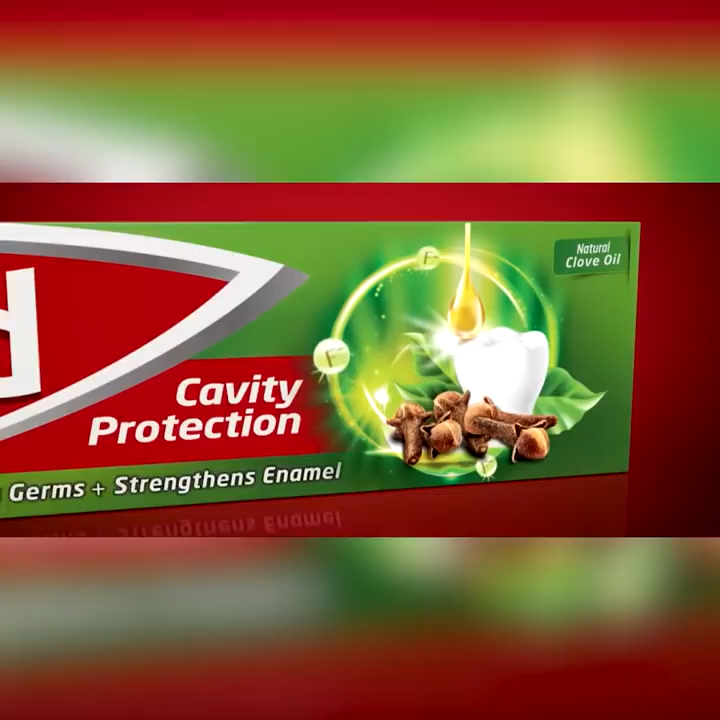 Natural
Clove Oil
F
F
d
Cavity
Protection
Germs + Strengthens Enamel